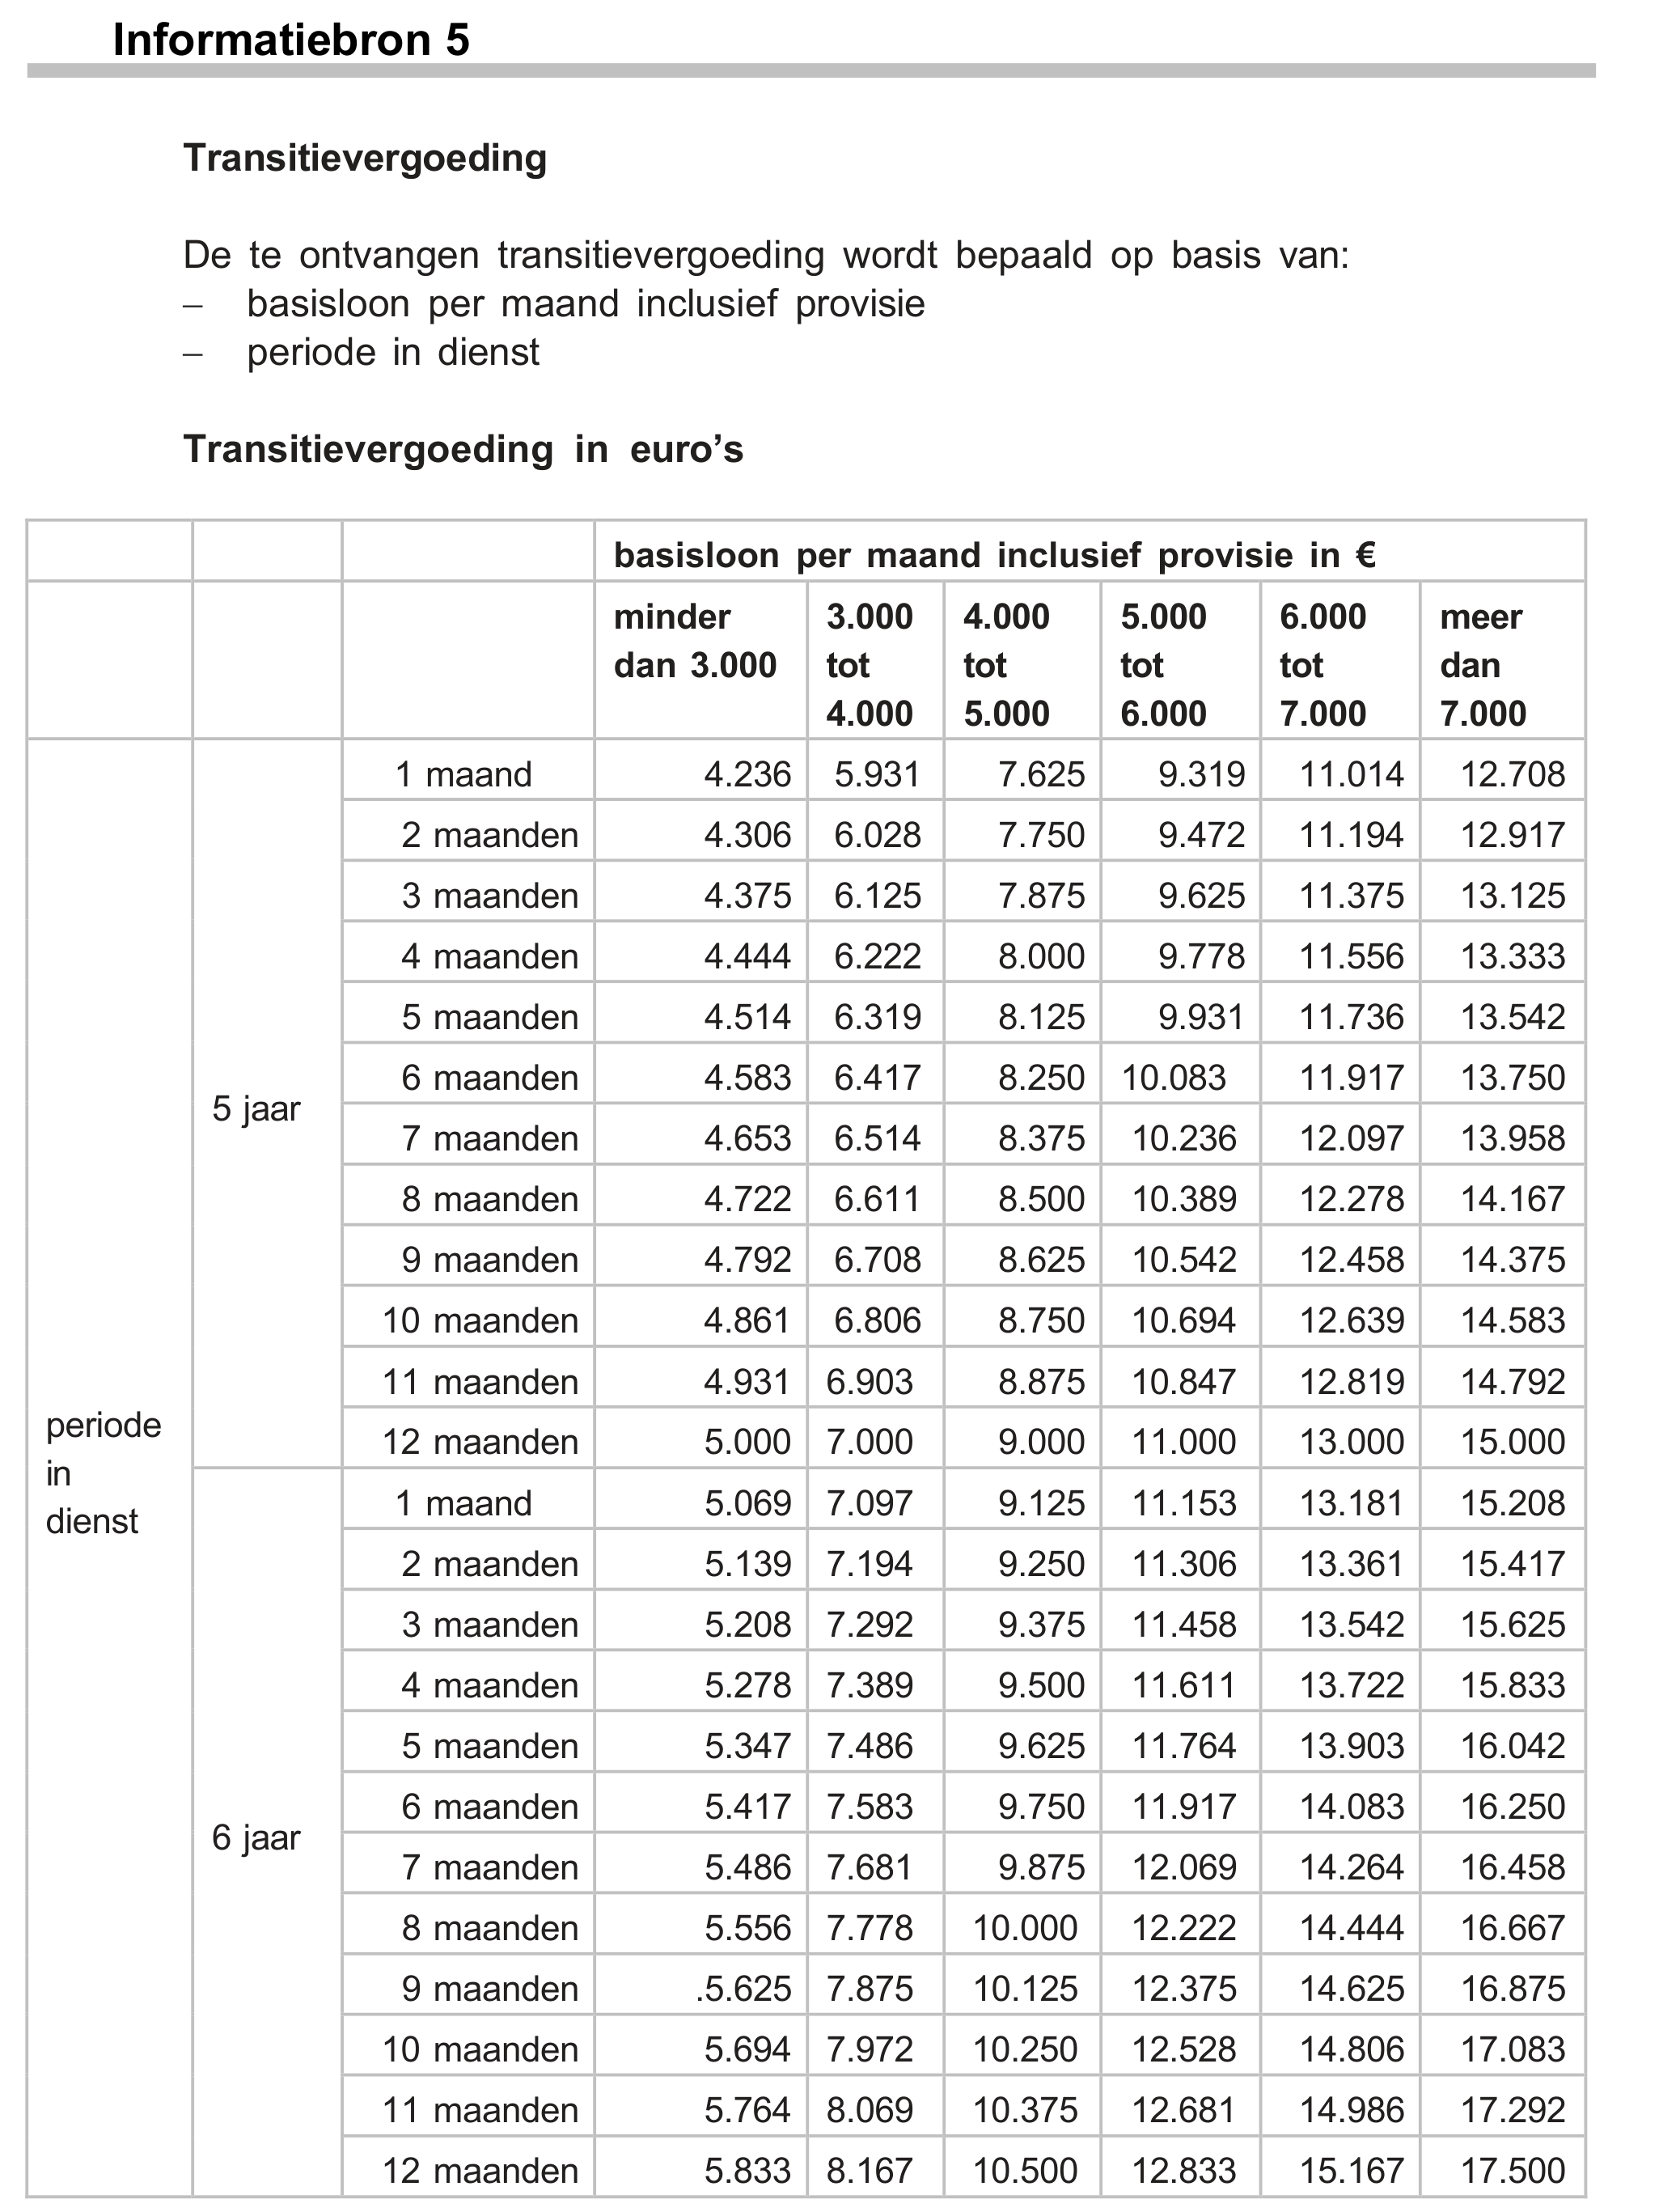 Informatiebron 5
Transitievergoeding
De te ontvangen transitievergoeding wordt bepaald op basis van:
– basisloon per maand inclusief provisie
– periode in dienst
Transitievergoeding in euro’s
basisloon per maand inclusief provisie in €
minder dan 3.000 3.000 tot 4.000 4.000 tot 5.000 5.000 tot 6.000 6.000 tot 7.000 meer dan 7.000
periode in dienst
5 jaar
1 maand 4.236 5.931 7.625 9.319 11.014 12.708
2 maanden 4.306 6.028 7.750 9.472 11.194 12.917
3 maanden 4.375 6.125 7.875 9.625 11.375 13.125
4 maanden 4.444 6.222 8.000 9.778 11.556 13.333
5 maanden 4.514 6.319 8.125 9.931 11.736 13.542
6 maanden 4.583 6.417 8.250 10.083 11.917 13.750
7 maanden 4.653 6.514 8.375 10.236 12.097 13.958
8 maanden 4.722 6.611 8.500 10.389 12.278 14.167
9 maanden 4.792 6.708 8.625 10.542 12.458 14.375
10 maanden 4.861 6.806 8.750 10.694 12.639 14.583
11 maanden 4.931 6.903 8.875 10.847 12.819 14.792
12 maanden 5.000 7.000 9.000 11.000 13.000 15.000
6 jaar
1 maand 5.069 7.097 9.125 11.153 13.181 15.208
2 maanden 5.139 7.194 9.250 11.306 13.361 15.417
3 maanden 5.208 7.292 9.375 11.458 13.542 15.625
4 maanden 5.278 7.389 9.500 11.611 13.722 15.833
5 maanden 5.347 7.486 9.625 11.764 13.903 16.042
6 maanden 5.417 7.583 9.750 11.917 14.083 16.250
7 maanden 5.486 7.681 9.875 12.069 14.264 16.458
8 maanden 5.556 7.778 10.000 12.222 14.444 16.667
9 maanden .5.625 7.875 10.125 12.375 14.625 16.875
10 maanden 5.694 7.972 10.250 12.528 14.806 17.083
11 maanden 5.764 8.069 10.375 12.681 14.986 17.292
12 maanden 5.833 8.167 10.500 12.833 15.167 17.500